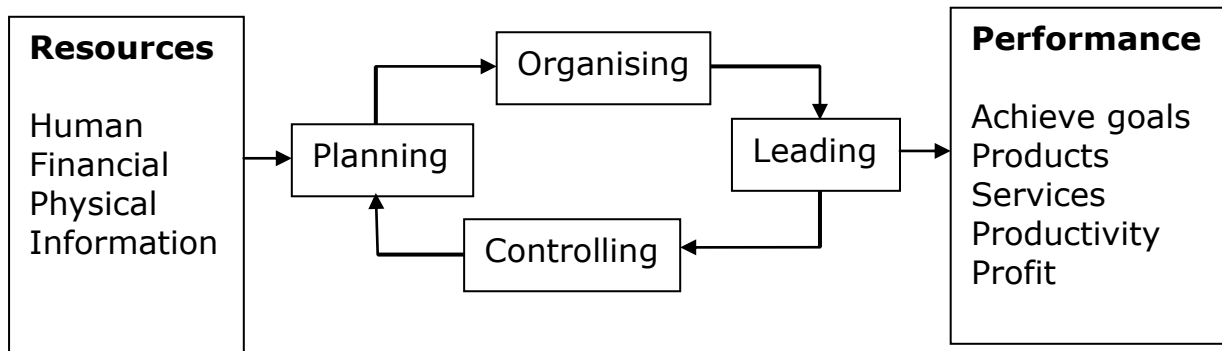 Resources
Human
Financial
Physical
Information
Planning
Organising
Leading
Controlling
Performance
Achieve goals
Products
Services
Productivity
Profit